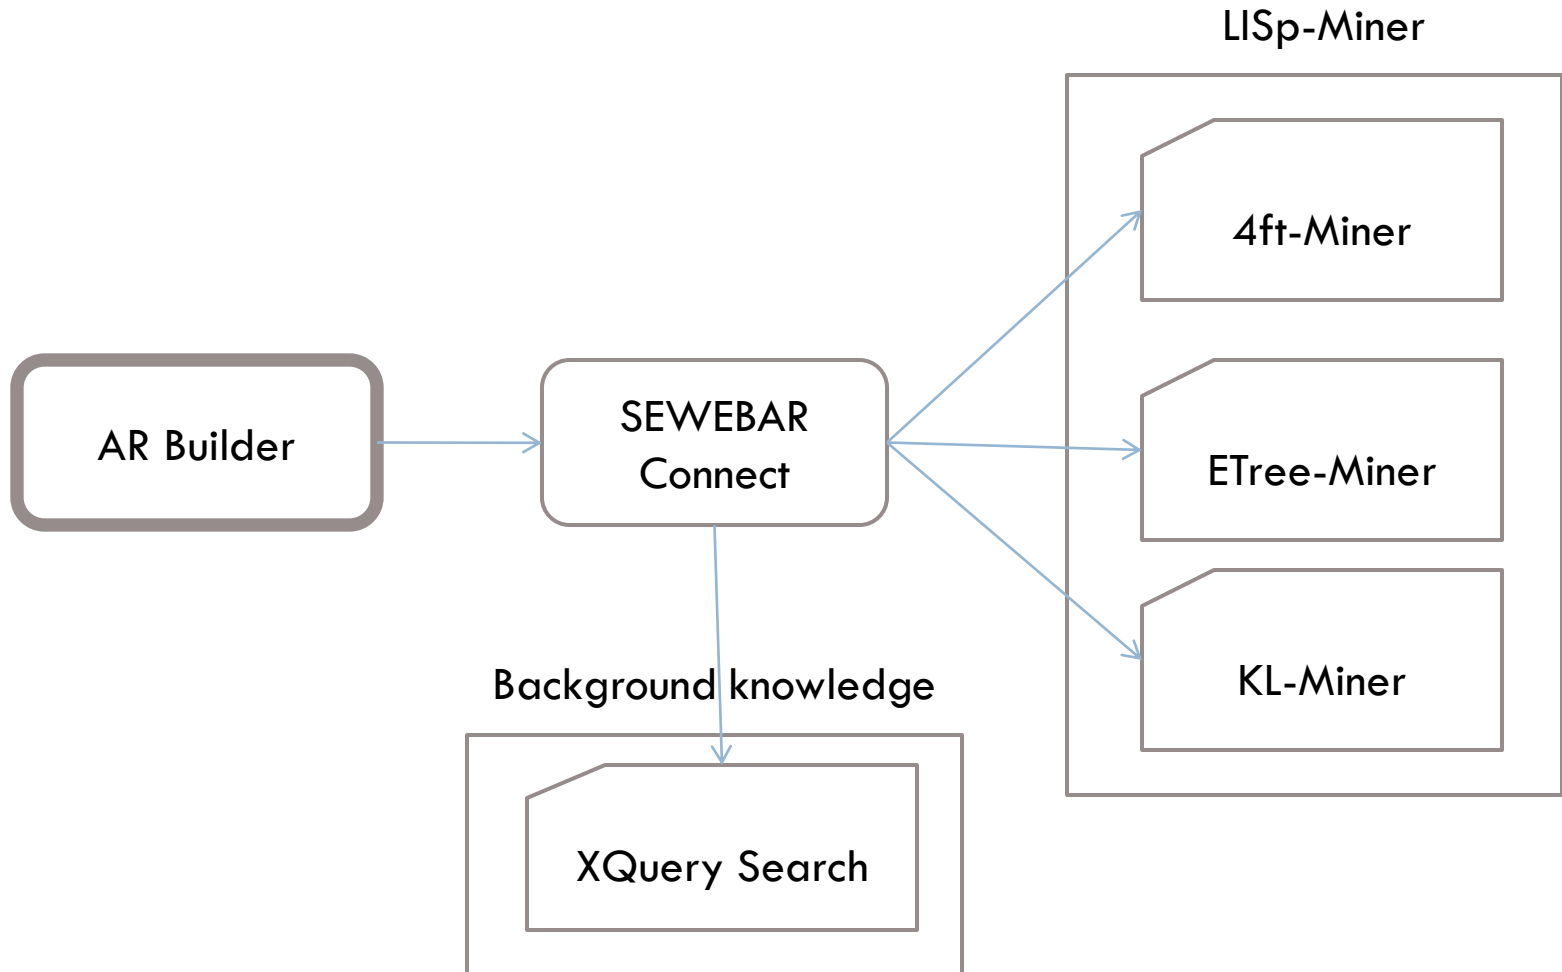 LISp-Miner
4ft-Miner
AR Builder
SEWEBAR
Connect
ETree-Miner
KL-Miner
Background knowledge
XQuery Search